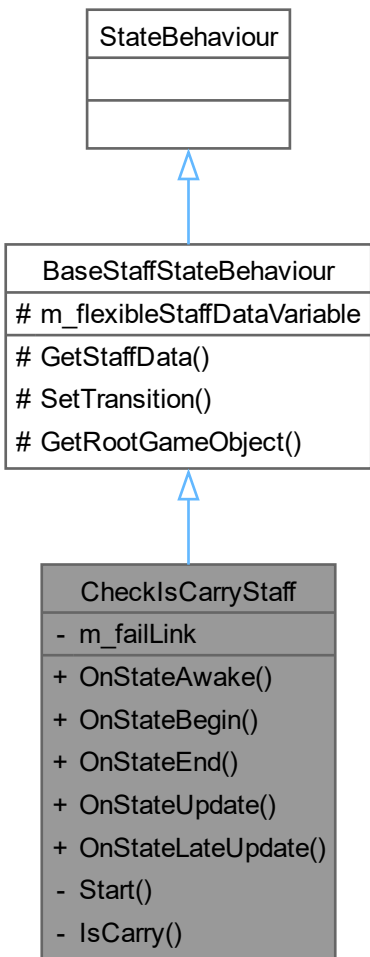 StateBehaviour
BaseStaffStateBehaviour
# m_flexibleStaffDataVariable
# GetStaffData()
# SetTransition()
# GetRootGameObject()
CheckIsCarryStaff
- m_failLink
+ OnStateAwake()
+ OnStateBegin()
+ OnStateEnd()
+ OnStateUpdate()
+ OnStateLateUpdate()
- Start()
- IsCarry()